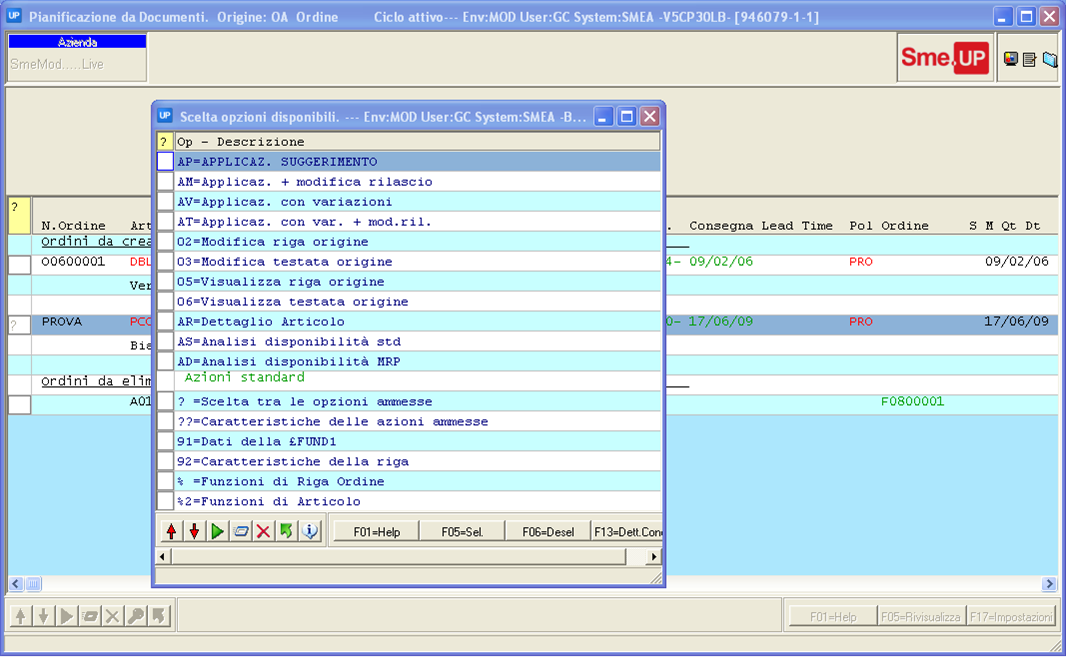 UP Pianificazione da Documenti. Origine: OA Ordine Ciclo attivo--- Env:MOD User:GC System:SMEA -V5CP30LB- [946079-1-1]
Azienda
SmeMod.....Live
Sme.UP
UP Scelta opzioni disponibili. --- Env:MOD User:GC System:SMEA -B...
? Op - Descrizione
AP=APPLICAZ. SUGGERIMENTO
AM=Applicaz. + modifica rilascio
AV=Applicaz. con variazioni
AT=Applicaz. con var. + mod.ril.
02=Modifica riga origine
03=Modifica testata origine
05=Visualizza riga origine
06=Visualizza testata origine
AR=Dettaglio Articolo
AS=Analisi disponibilità std
AD=Analisi disponibilità MRP
Azioni standard
? =Scelta tra le opzioni ammesse
??=Caratteristiche delle azioni ammesse
91=Dati della £FUND1
92=Caratteristiche della riga
% =Funzioni di Riga Ordine
%2=Funzioni di Articolo
F01=Help F05=Sel. F06=Desel F13=Dett.Con
? N.Ordine Art . Consegna Lead Time Pol Ordine S M Qt Dt
Ordini da crea
O0600001 DBL 4- 09/02/06 PRO 09/02/06
Ver
? PROVA PCC 0- 17/06/09 PRO 17/06/09
Bia
Ordini da elim
A01 F0800001
F01=Help F05=Rivisualizza F17=Impostazioni